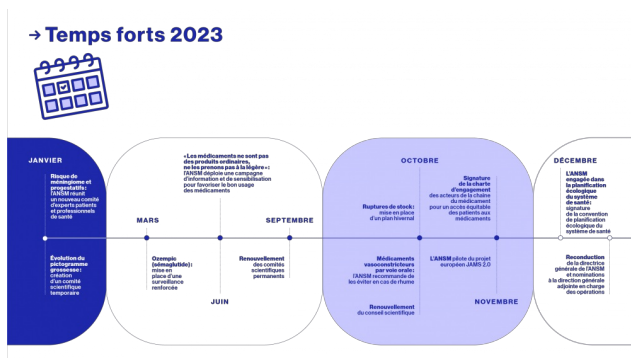 → Temps forts 2023
JANVIER
Risque de
méningiome et
progestatifs :
l'ANSM réunit
un nouveau comité
d'experts patients
et professionnels
de santé
Évolution du
pictogramme
grossesse :
création
d'un comité
scientifique
temporaire
« Les médicaments ne sont pas
des produits ordinaires,
ne les prenons pas à la légère » :
l'ANSM déploie une campagne
d'information et de sensibilisation
pour favoriser le bon usage
des médicaments
MARS
Ozempic
(sémaglutide) :
mise en
place d'une
surveillance
renforcée
JUIN
SEPTEMBRE
Renouvellement
des comités
scientifiques
permanents
OCTOBRE
Ruptures de stock :
mise en place
d'un plan hivernal
Médicaments
vasoconstricteurs
par voie orale :
l'ANSM recommande de
les éviter en cas de rhume
Renouvellement
du conseil scientifique
Signature
de la charte
d'engagement
des acteurs de la chaine
du médicament
pour un accès équitable
des patients aux
médicaments
L'ANSM pilote du projet
européen JAMS 2.0
NOVEMBRE
DÉCEMBRE
L'ANSM
engagée dans
la planification
écologique
du système
de santé :
signature
de la convention
de planification
écologique du
système de santé
Reconduction
de la directrice
générale de l'ANSM
et nominations
à la direction générale
adjointe en charge
des opérations